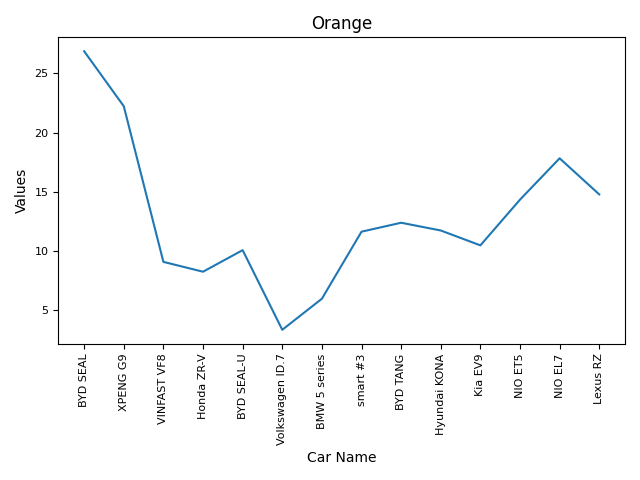 Orange
Values
25
20
15
10
5
BYD SEAL
XPENG G9
VINFAST VF8
Honda ZR-V
BYD SEAL-U
Volkswagen ID.7
BMW 5 series
smart #3
BYD TANG
Hyundai KONA
Kia EV9
NIO ET5
NIO EL7
Lexus RZ
Car Name